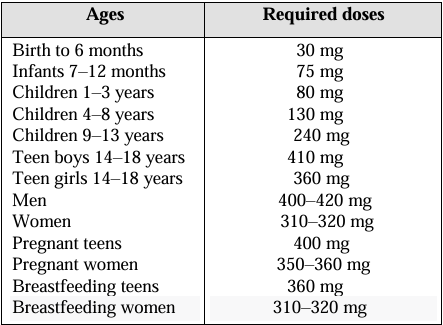 Ages Required doses
Birth to 6 months 30 mg
Infants 7–12 months 75 mg
Children 1–3 years 80 mg
Children 4–8 years 130 mg
Children 9–13 years 240 mg
Teen boys 14–18 years 410 mg
Teen girls 14–18 years 360 mg
Men 400–420 mg
Women 310–320 mg
Pregnant teens 400 mg
Pregnant women 350–360 mg
Breastfeeding teens 360 mg
Breastfeeding women 310–320 mg